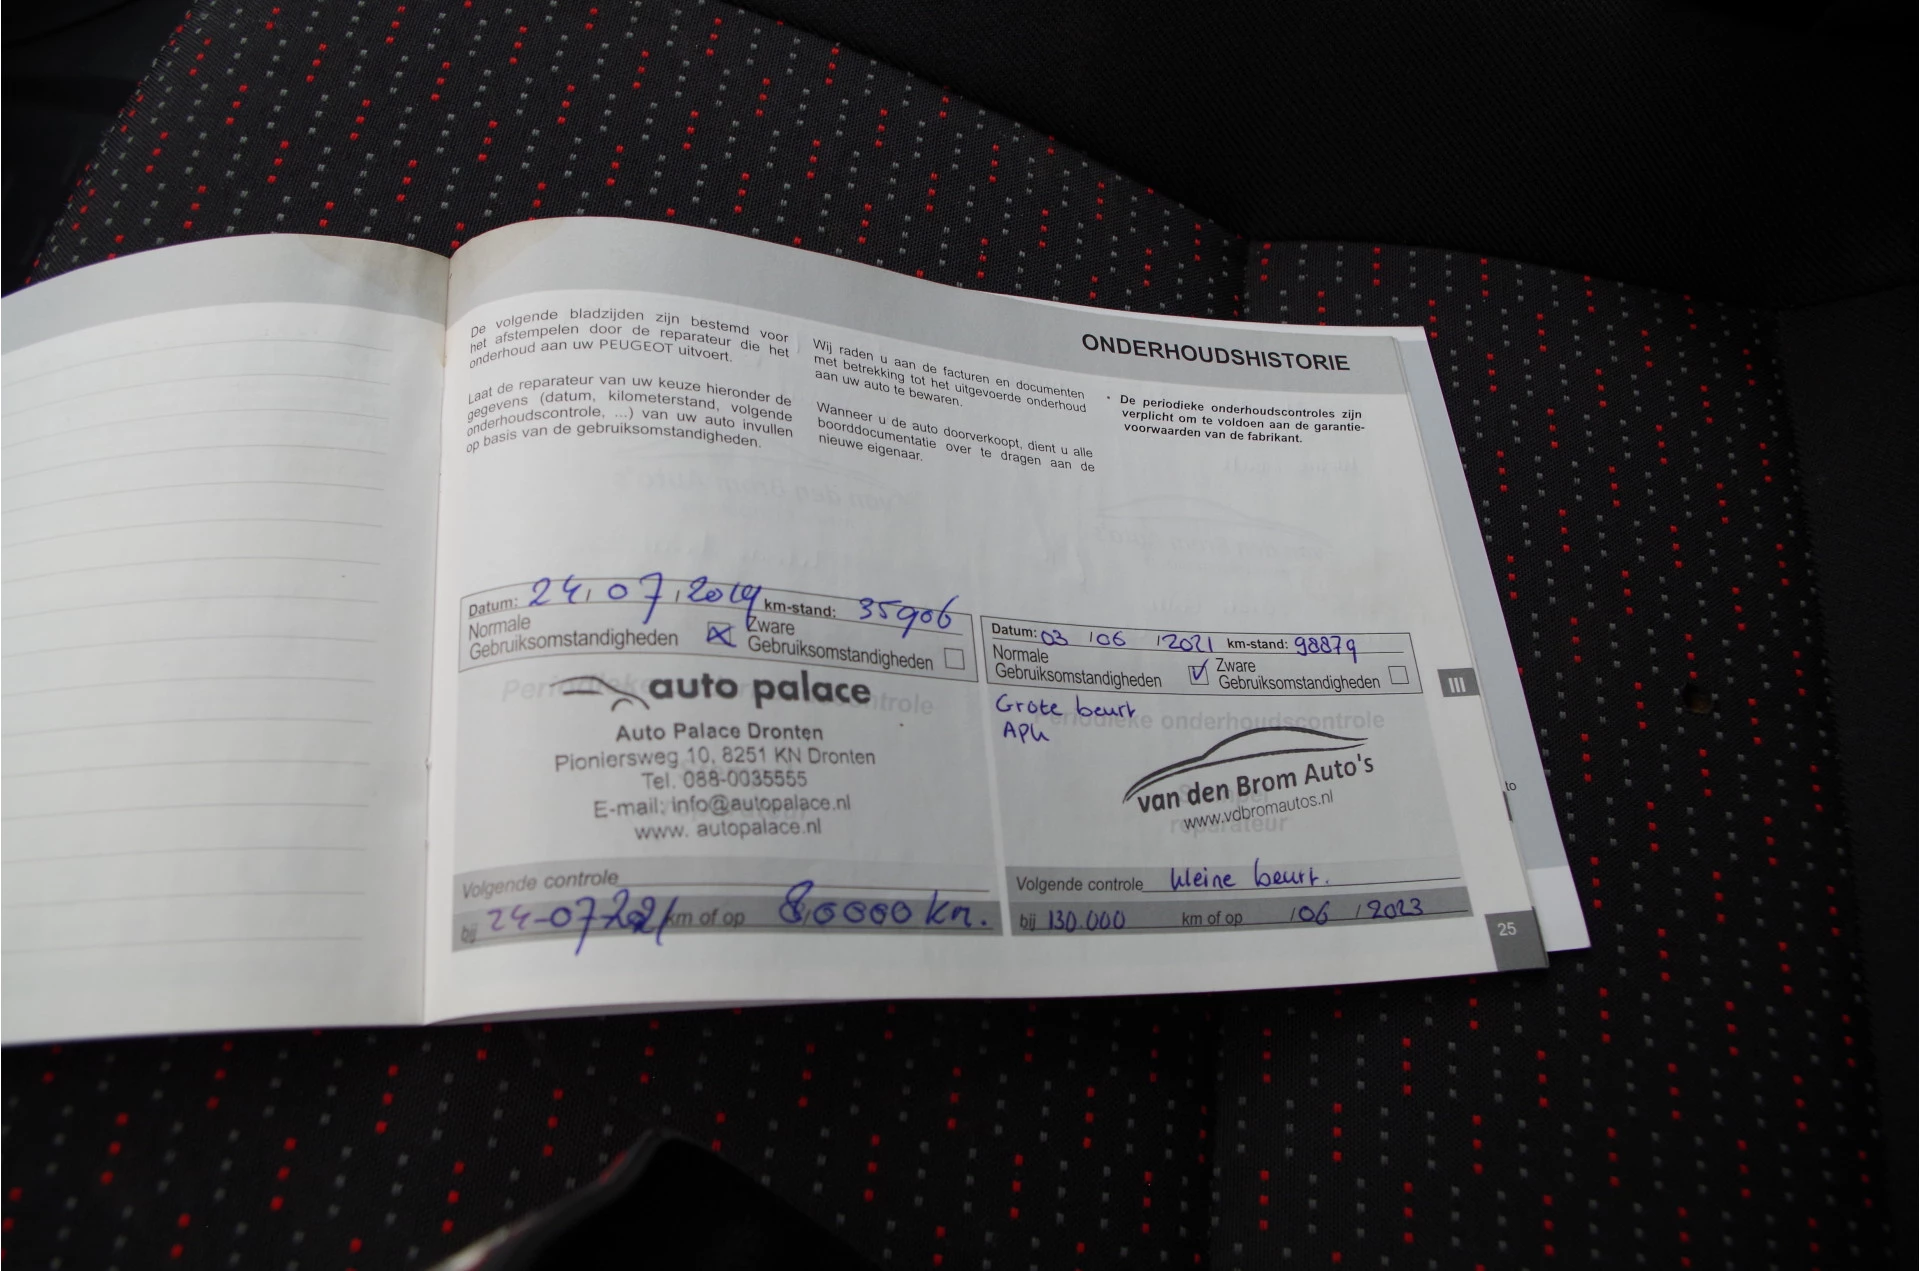 ONDERHOUDSHISTORIE
De volgende bladzijden zijn bestemd voor
het afstempelen door de reparateur die het
onderhoud aan uw PEUGEOT uitvoert.
Laat de reparateur van uw keuze hieronder de
gegevens (datum, kilometerstand, volgende
onderhoudscontrole, ...) van uw auto invullen
op basis van de gebruiksomstandigheden.
Wij raden u aan de facturen en documenten
met betrekking tot het uitgevoerde onderhoud
aan uw auto te bewaren.
Wanneer u de auto doorverkoopt, dient u alle
boorddocumentatie over te dragen aan de
nieuwe eigenaar.
• De periodieke onderhoudscontroles zijn
verplicht om te voldoen aan de garantie-
voorwaarden van de fabrikant.
Datum: 24/07/2019 km-stand: 35906
Normale Zware
Gebruiksomstandigheden Gebruiksomstandigheden
Periodieke onderhoudscontrole
auto palace
Auto Palace Dronten
Pioniersweg 10, 8251 KN Dronten
Tel. 088-0035555
E-mail: info@autopalace.nl
www. autopalace.nl
Volgende controle
bij 24-07-2021 km of op 80000 km.
Datum: 03/06/2021 km-stand: 98879
Normale Zware
Gebruiksomstandigheden Gebruiksomstandigheden
Grote beurt
APK
Periodieke onderhoudscontrole
van den Brom Auto's
www.vdbromautos.nl
reparateur
Volgende controle kleine beurt.
bij 130.000 km of op /06/2023
III
to
25